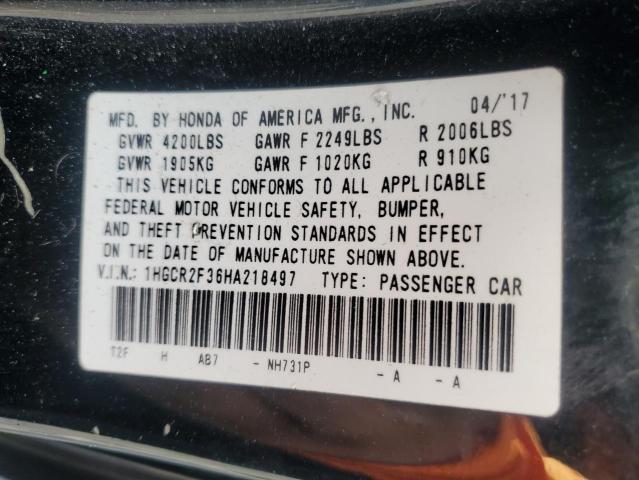 MFD. BY HONDA OF AMERICA MFG., INC. 04/'17
GVWR 4200LBS GAWR F 2249LBS R 2006LBS
GVWR 1905KG GAWR F 1020KG R 910KG
THIS VEHICLE CONFORMS TO ALL APPLICABLE
FEDERAL MOTOR VEHICLE SAFETY, BUMPER,
AND THEFT PREVENTION STANDARDS IN EFFECT
ON THE DATE OF MANUFACTURE SHOWN ABOVE.
V.I.N.: 1HGCR2F36HA218497 TYPE: PASSENGER CAR
T2F H AB7 - NH731P - A - A